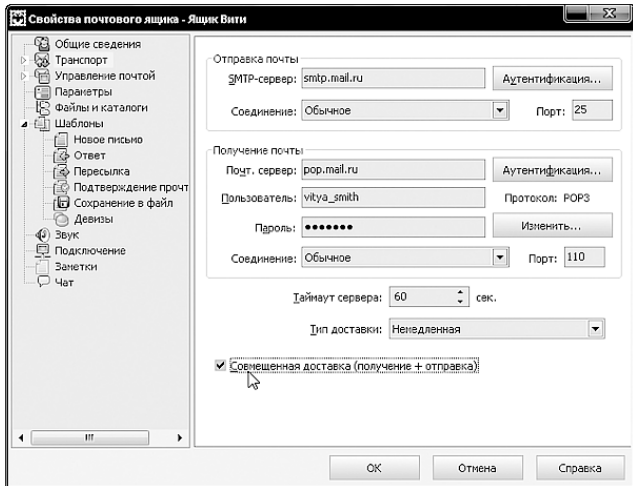 Свойства почтового ящика - Ящик Вити
Общие сведения
Транспорт
Управление почтой
Параметры
Файлы и каталоги
Шаблоны
Новое письмо
Ответ
Пересылка
Подтверждение прочт
Сохранение в файл
Девизы
Звук
Подключение
Заметки
Чат
Отправка почты
SMTP-сервер: smtp.mail.ru Аутентификация...
Соединение: Обычное Порт: 25
Получение почты
Почт. сервер: pop.mail.ru Аутентификация...
Пользователь: vitya_smith Протокол: POP3
Пароль: ●●●●●●● Изменить...
Соединение: Обычное Порт: 110
Таймаут сервера: 60 сек.
Тип доставки: Немедленная
Совмещенная доставка (получение + отправка)
OK Отмена Справка